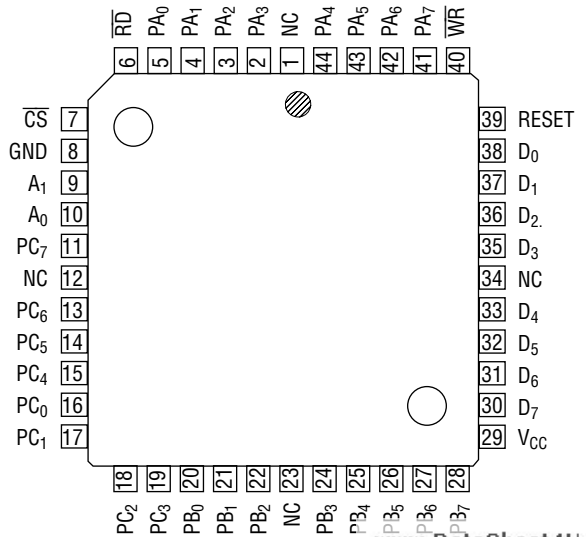 RD PA0 PA1 PA2 PA3 NC PA4 PA5 PA6 PA7 WR
6 5 4 3 2 1 44 43 42 41 40
CS 7
GND 8
A1 9
A0 10
PC7 11
NC 12
PC6 13
PC5 14
PC4 15
PC0 16
PC1 17
39 RESET
38 D0
37 D1
36 D2.
35 D3
34 NC
33 D4
32 D5
31 D6
30 D7
29 VCC
18 19 20 21 22 23 24 25 26 27 28
PC2 PC3 PB0 PB1 PB2 NC PB3 PB4 PB5 PB6 PB7